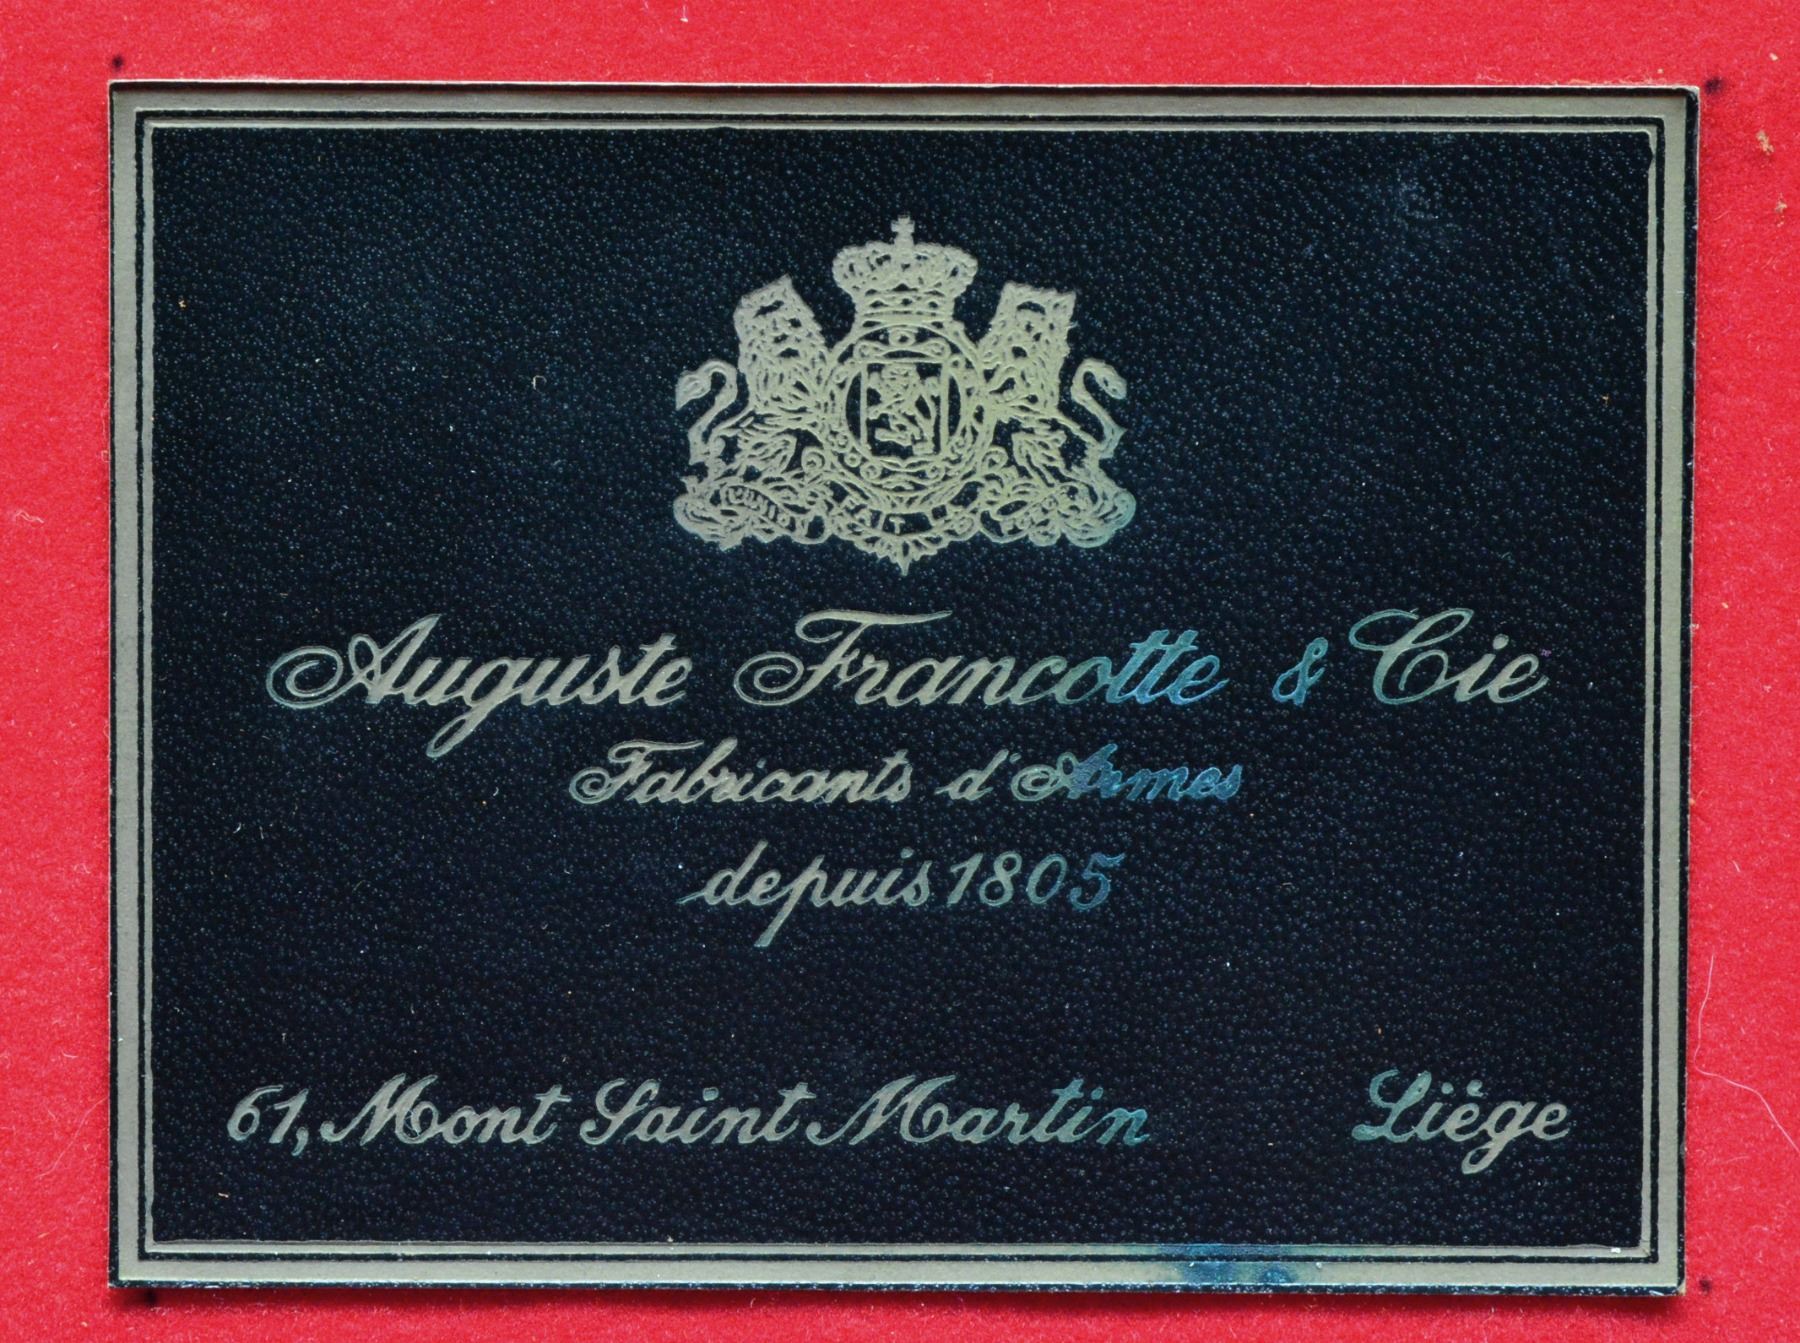 Auguste Francotte & Cie
Fabricants d'Armes
depuis 1805
61, Mont Saint Martin Liège